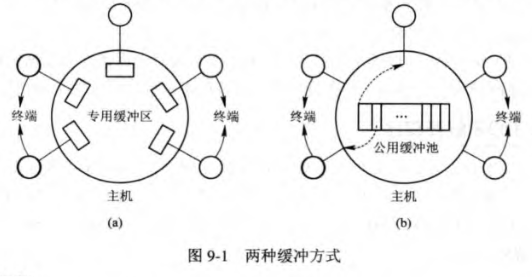 终端
专用缓冲区
终端
主机
(a)
终端
...
公用缓冲池
终端
主机
(b)
图 9-1 两种缓冲方式